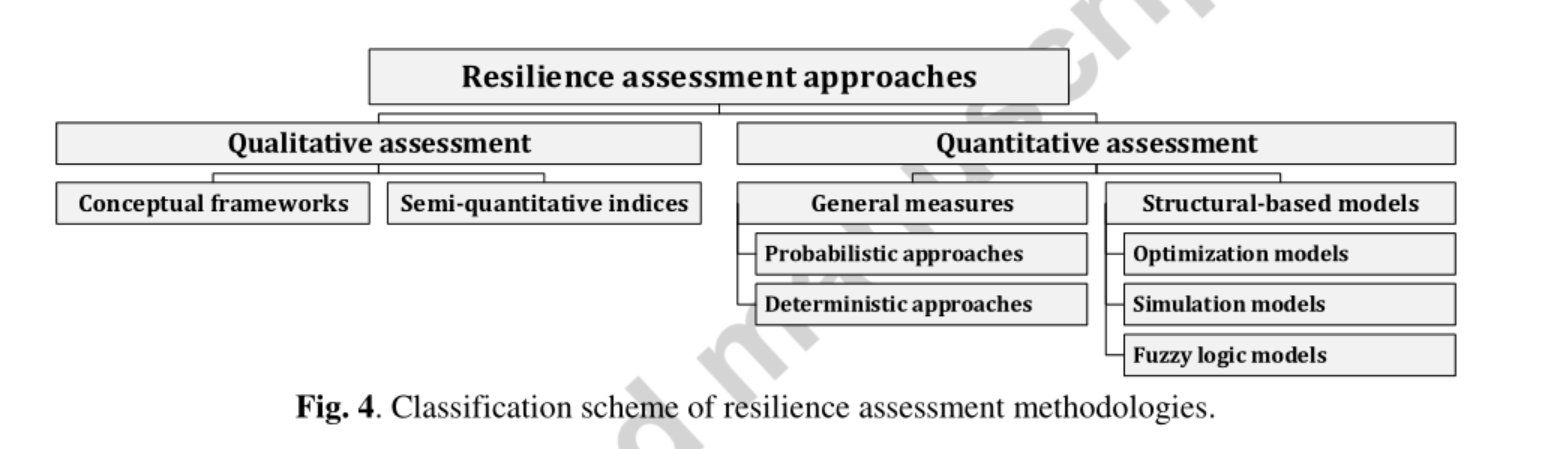 Resilience assessment approaches
Qualitative assessment
Quantitative assessment
Conceptual frameworks
Semi-quantitative indices
General measures
Structural-based models
Probabilistic approaches
Optimization models
Deterministic approaches
Simulation models
Fuzzy logic models
Fig. 4. Classification scheme of resilience assessment methodologies.